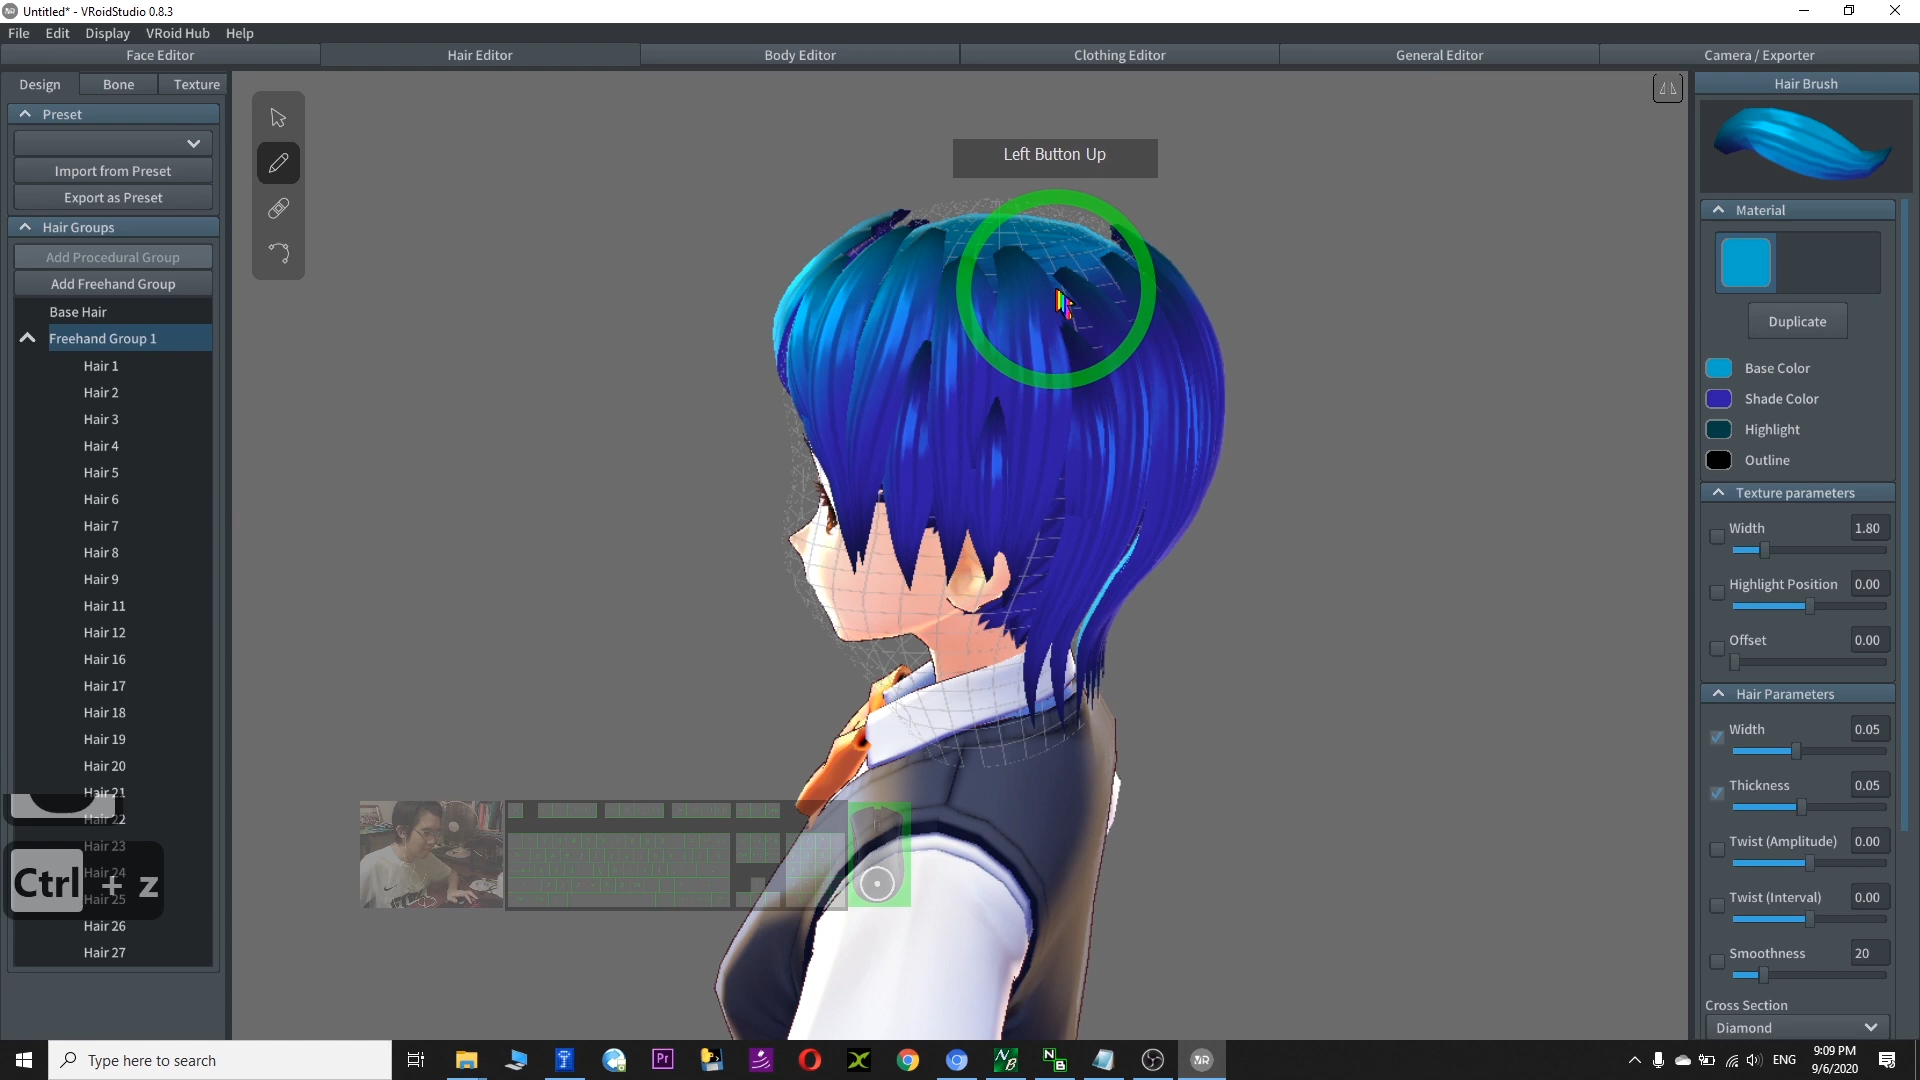 Untitled* - VRoidStudio 0.8.3
File Edit Display VRoid Hub Help
Face Editor Hair Editor Body Editor Clothing Editor General Editor Camera / Exporter
Design Bone Texture
Preset
Import from Preset
Export as Preset
Hair Groups
Add Procedural Group
Add Freehand Group
Base Hair
Freehand Group 1
Hair 1
Hair 2
Hair 3
Hair 4
Hair 5
Hair 6
Hair 7
Hair 8
Hair 9
Hair 11
Hair 12
Hair 16
Hair 17
Hair 18
Hair 19
Hair 20
Hair 21
Hair 22
Hair 23
Hair 24
Hair 25
Hair 26
Hair 27
Ctrl + z
Left Button Up
Hair Brush
Material
Duplicate
Base Color
Shade Color
Highlight
Outline
Texture parameters
Width 1.80
Highlight Position 0.00
Offset 0.00
Hair Parameters
Width 0.05
Thickness 0.05
Twist (Amplitude) 0.00
Twist (Interval) 0.00
Smoothness 20
Cross Section
Diamond
Type here to search
Pr
NB
NB
ENG
9:09 PM
9/6/2020